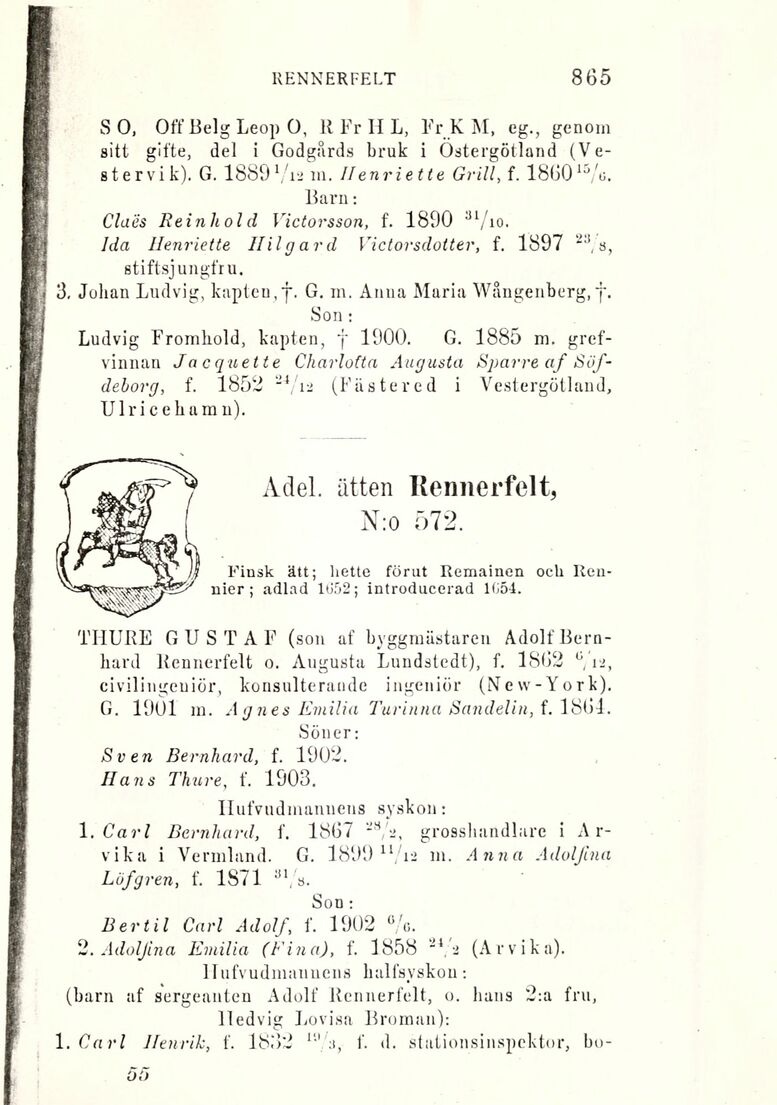 RENNERFELT 865
S O, Off Belg Leop O, R Fr H L, Fr K M, eg., genom
sitt gifte, del i Godgårds bruk i Östergötland (Ve-
stervik). G. 1889 1/12 m. Henriette Grill, f. 1860 15/6.
Barn:
Claës Reinhold Victorsson, f. 1890 31/10.
Ida Henriette Hilgard Victorsdotter, f. 1897 23/8,
stiftsjungfru.
3. Johan Ludvig, kapten, †. G. m. Anna Maria Wångenberg, †.
Son:
Ludvig Fromhold, kapten, † 1900. G. 1885 m. gref-
vinnan Jacquette Charlotta Augusta Sparre af Söf-
deborg, f. 1852 24/12 (Fästered i Vestergötland,
Ulricehamn).
Adel. ätten Rennerfelt,
N:o 572.
Finsk ätt; hette förut Remainen och Ren-
nier; adlad 1652; introducerad 1654.
THURE GUSTAF (son af byggmästaren Adolf Bern-
hard Rennerfelt o. Augusta Lundstedt), f. 1862 6/12,
civilingeniör, konsulterande ingeniör (New-York).
G. 1901 m. Agnes Emilia Turinna Sandelin, f. 1864.
Söner:
Sven Bernhard, f. 1902.
Hans Thure, f. 1903.
Hufvudmannens syskon:
1. Carl Bernhard, f. 1867 28/2, grosshandlare i Ar-
vika i Vermland. G. 1899 11/12 m. Anna Adolfina
Löfgren, f. 1871 31/8.
Son:
Bertil Carl Adolf, f. 1902 6/6.
2. Adolfina Emilia (Fina), f. 1858 24/2 (Arvika).
Hufvudmannens halfsyskon:
(barn af sergeanten Adolf Rennerfelt, o. hans 2:a fru,
Hedvig Lovisa Broman):
1. Carl Henrik, f. 1832 19/3, f. d. stationsinspektor, bo-
55